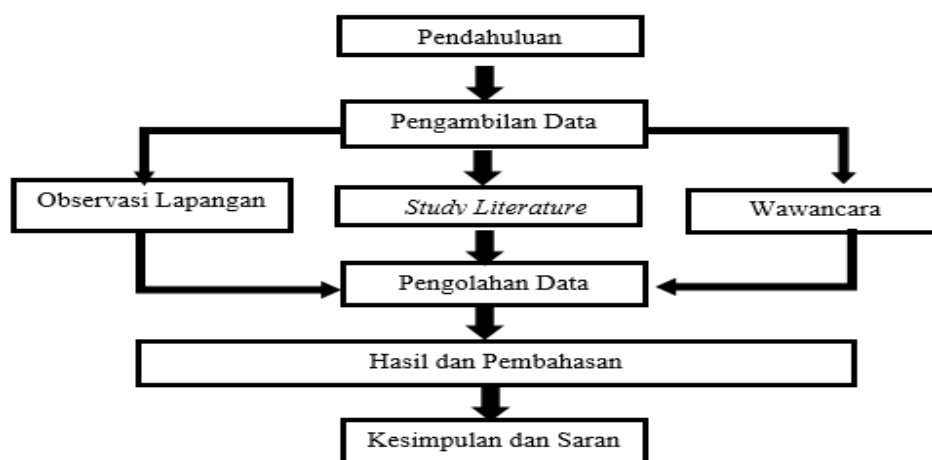 Pendahuluan
Pengambilan Data
Observasi Lapangan
Study Literature
Wawancara
Pengolahan Data
Hasil dan Pembahasan
Kesimpulan dan Saran